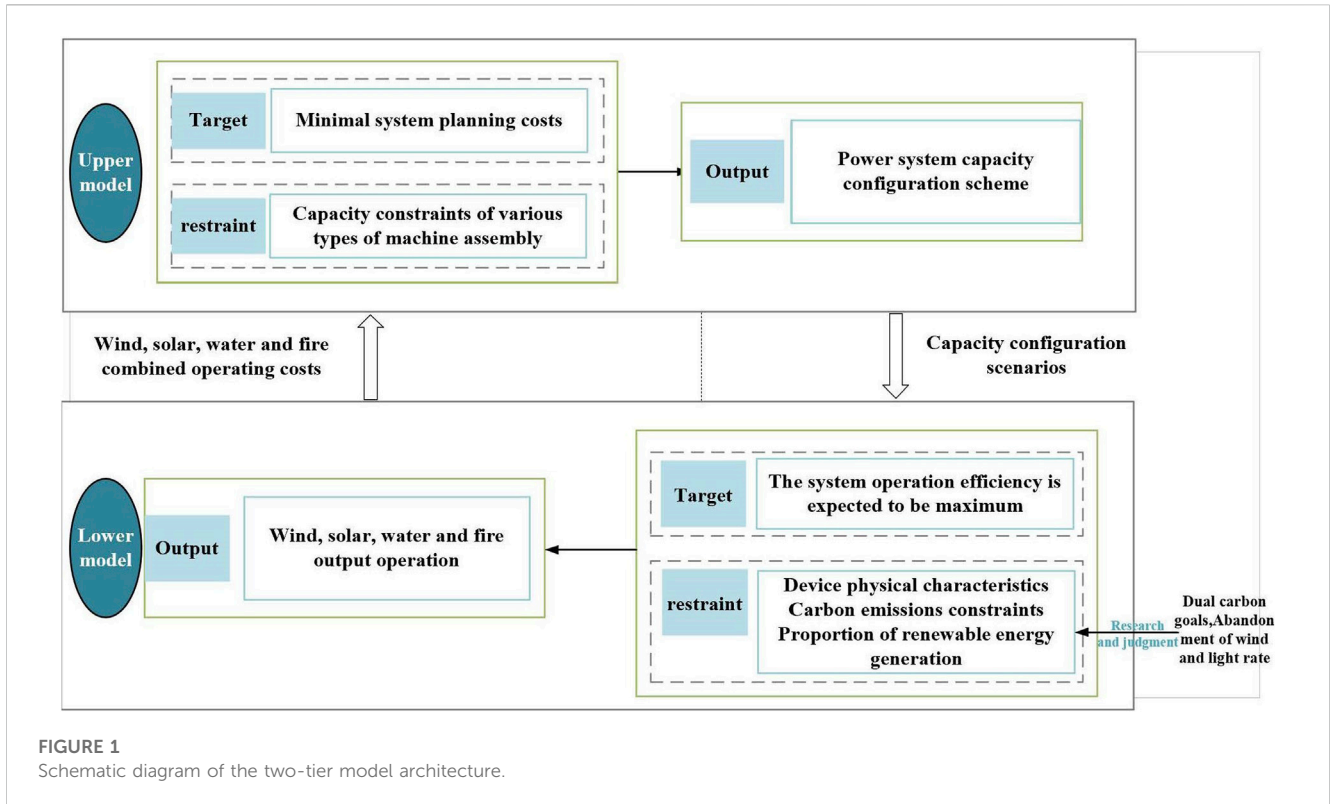 Upper
model
Target
Minimal system planning costs
restraint
Capacity constraints of various
types of machine assembly
Output
Power system capacity
configuration scheme
Wind, solar, water and fire
combined operating costs
Capacity configuration
scenarios
Lower
model
Output
Wind, solar, water and fire
output operation
Target
The system operation efficiency is
expected to be maximum
restraint
Device physical characteristics
Carbon emissions constraints
Proportion of renewable energy
generation
Research
and judgment
Dual carbon
goals,Abandon
ment of wind
and light rate
FIGURE 1
Schematic diagram of the two-tier model architecture.